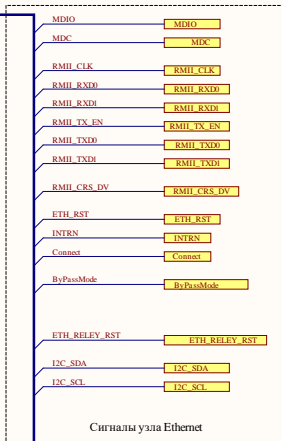 MDIO MDIO
MDC MDC
RMII_CLK RMII_CLK
RMII_RXD0 RMII_RXD0
RMII_RXD1 RMII_RXD1
RMII_TX_EN RMII_TX_EN
RMII_TXD0 RMII_TXD0
RMII_TXD1 RMII_TXD1
RMII_CRS_DV RMII_CRS_DV
ETH_RST ETH_RST
INTRN INTRN
Connect Connect
ByPassMode ByPassMode
ETH_RELEY_RST ETH_RELEY_RST
I2C_SDA I2C_SDA
I2C_SCL I2C_SCL
Сигналы узла Ethernet